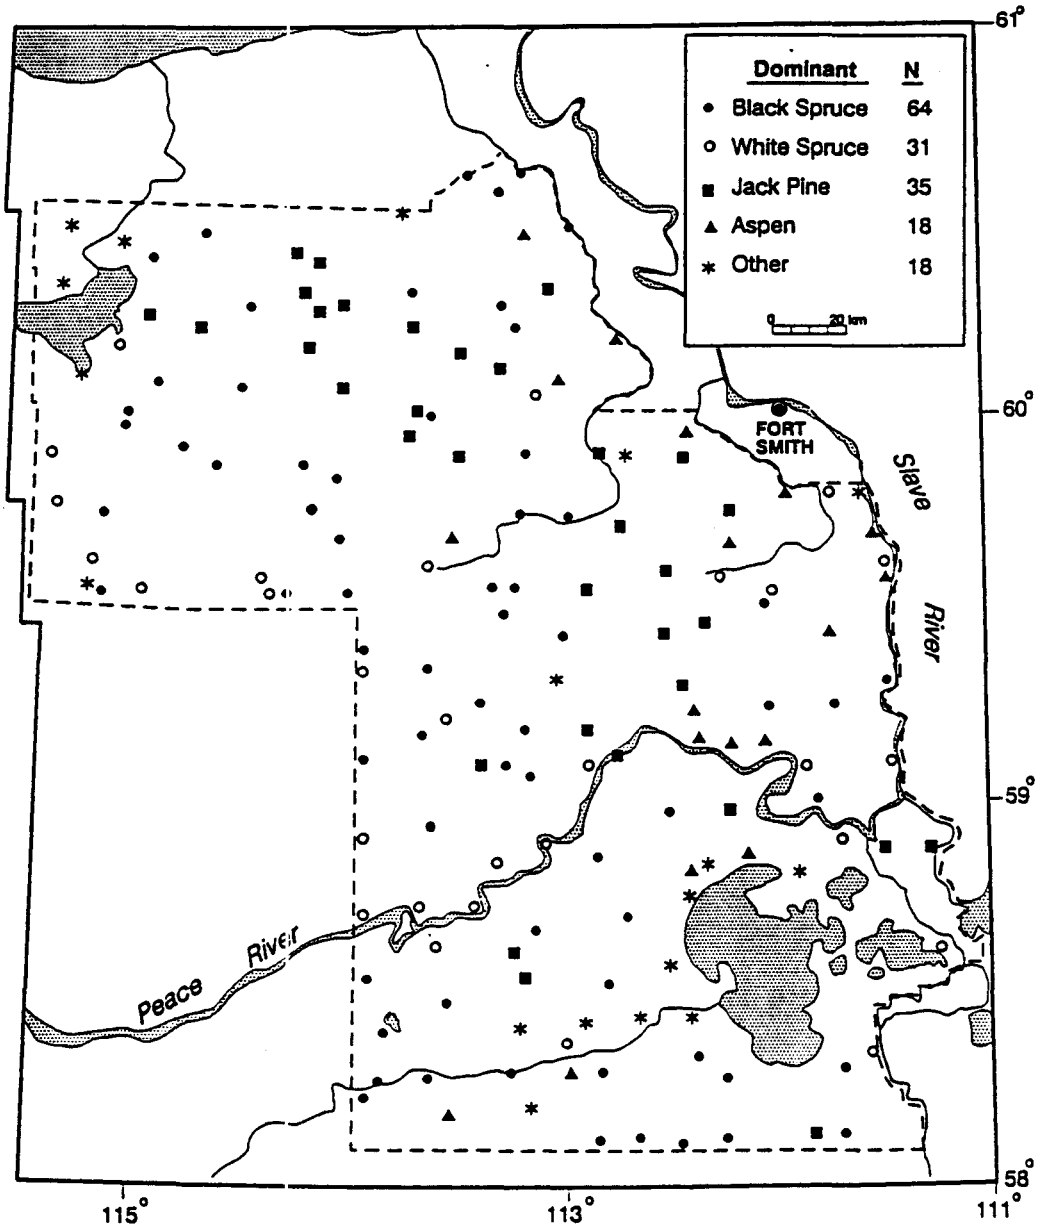 61°
Dominant N
Black Spruce 64
White Spruce 31
Jack Pine 35
Aspen 18
Other 18
0 20 km
60°
FORT
SMITH
Slave
River
59°
Peace River
58°
115° 113° 111°